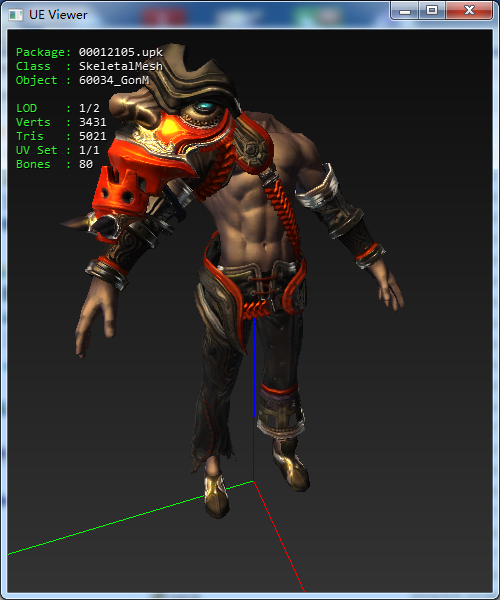 UE Viewer
Package: 00012105.upk
Class : SkeletalMesh
Object : 60034_GonM
LOD : 1/2
Verts : 3431
Tris : 5021
UV Set : 1/1
Bones : 80